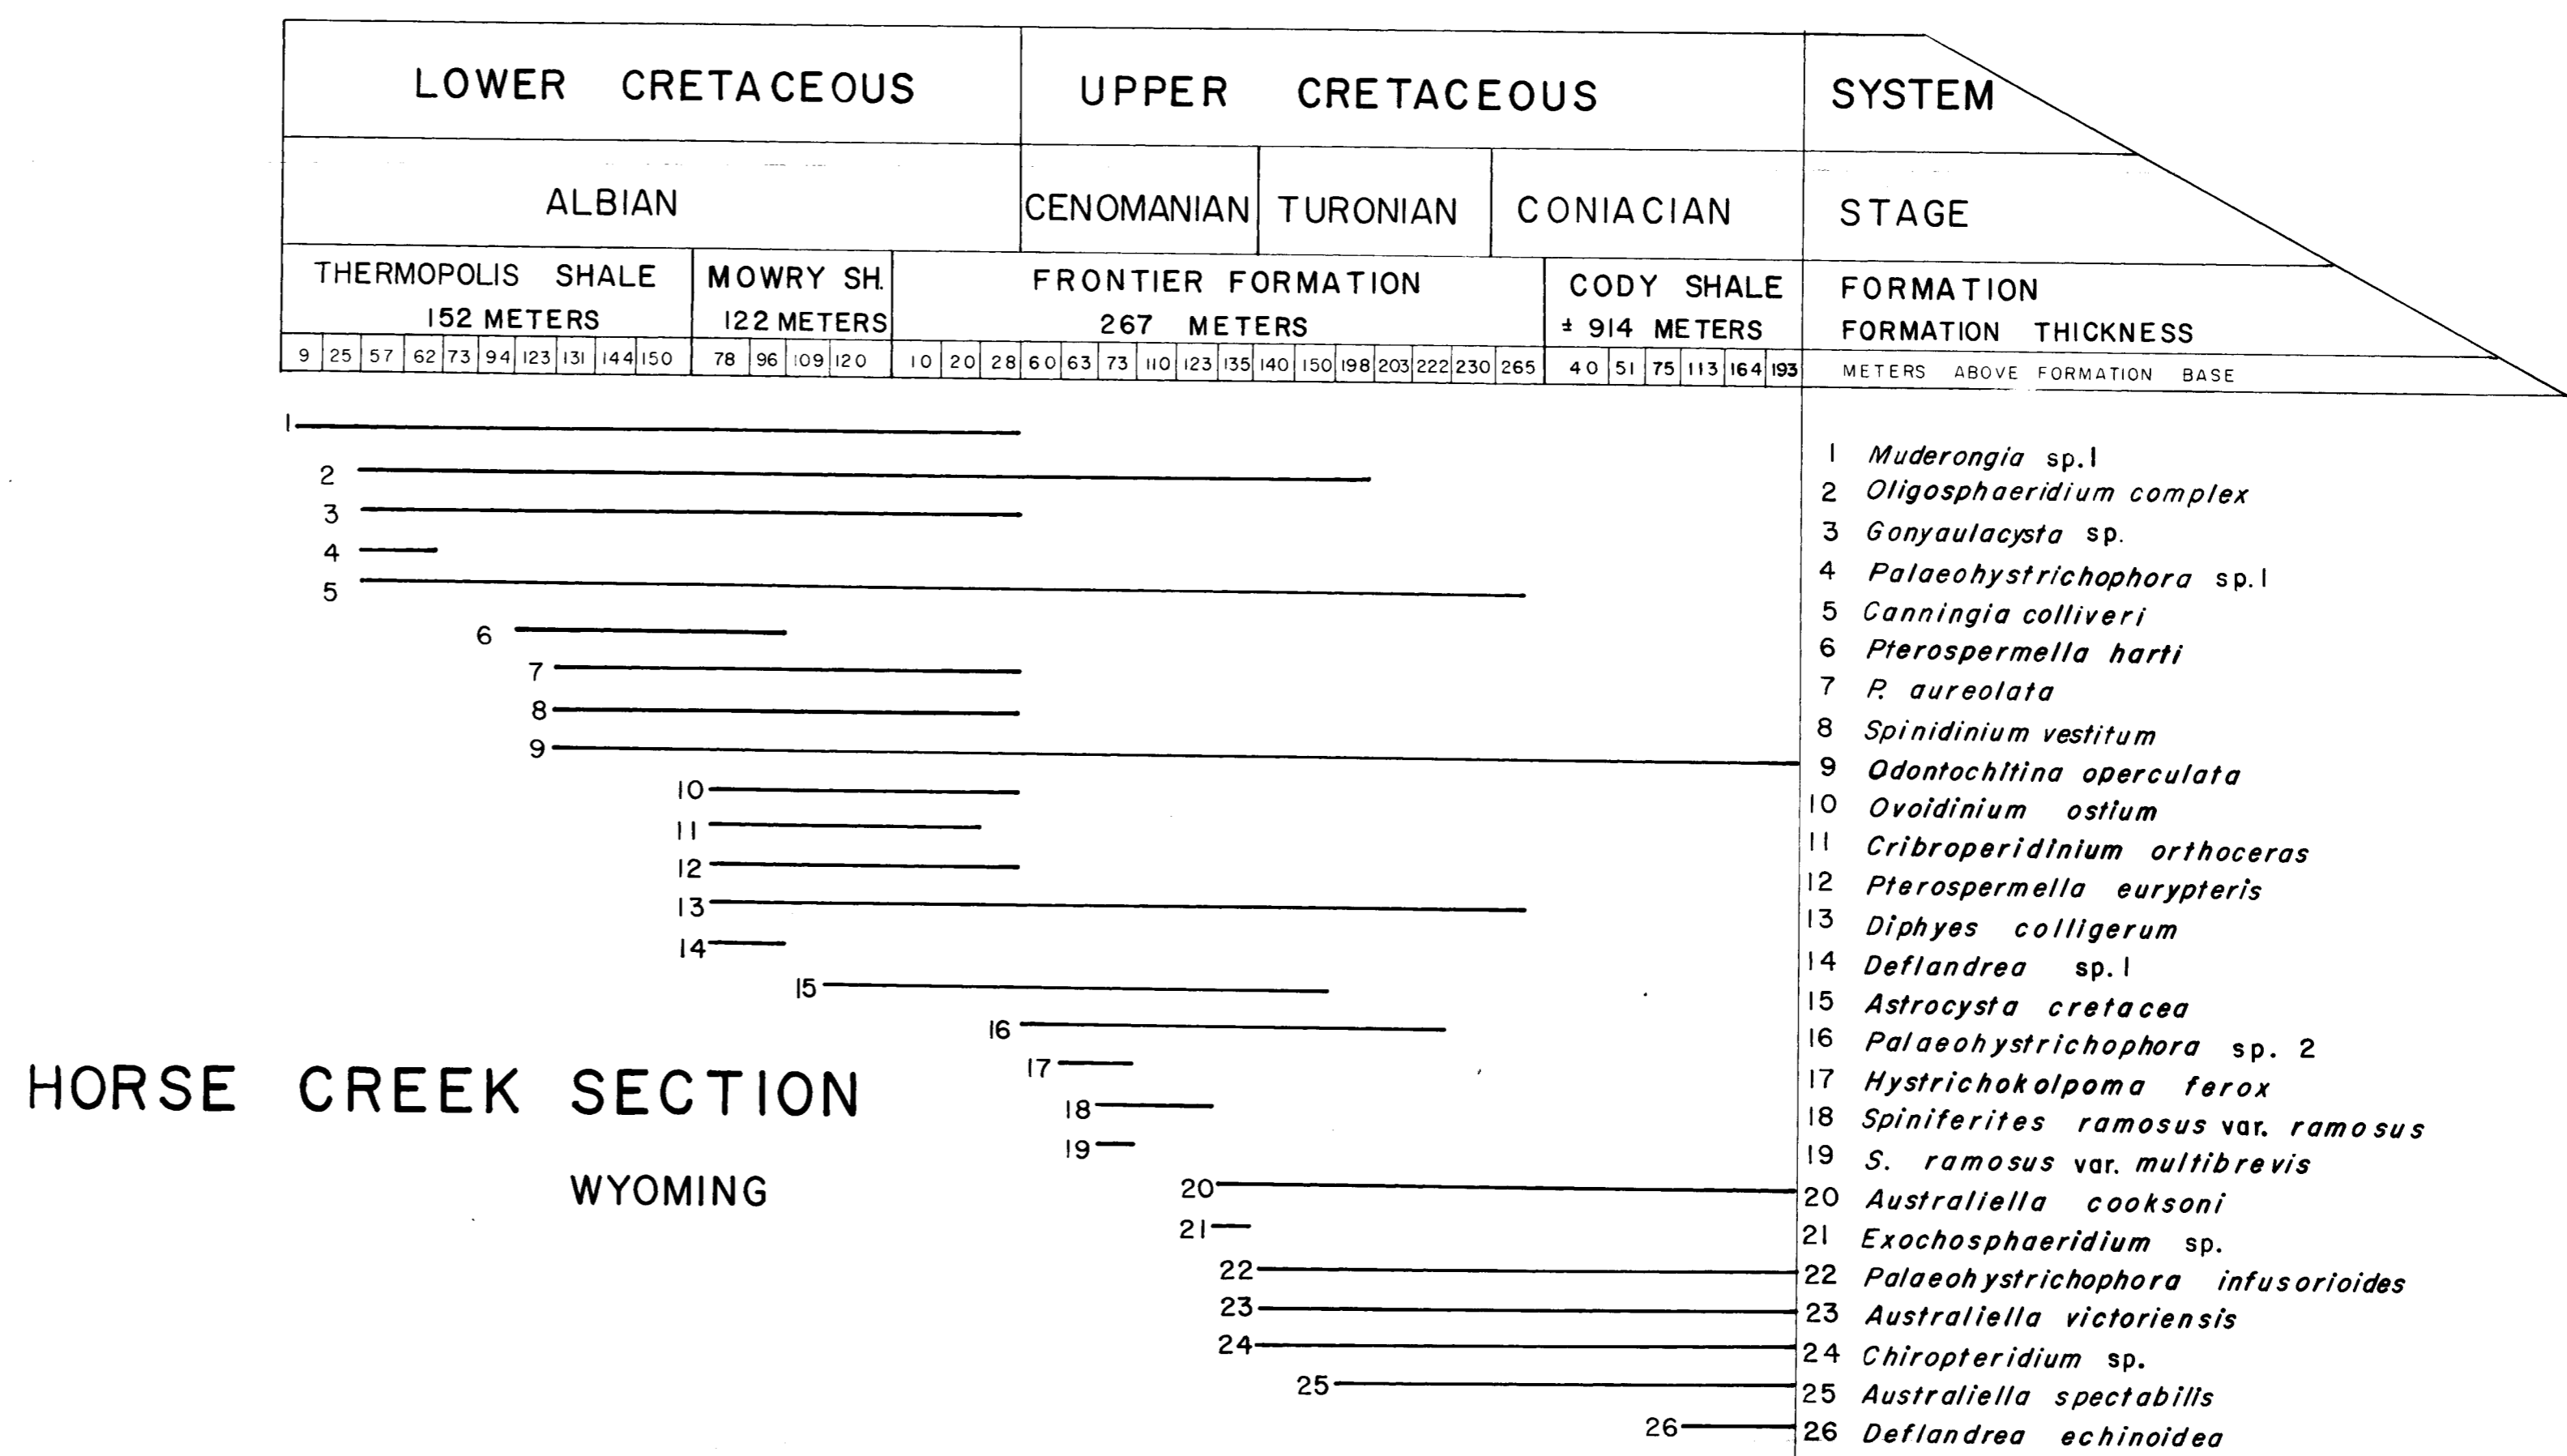 LOWER CRETACEOUS UPPER CRETACEOUS SYSTEM
ALBIAN CENOMANIAN TURONIAN CONIACIAN STAGE
THERMOPOLIS SHALE MOWRY SH. FRONTIER FORMATION CODY SHALE FORMATION
152 METERS 122 METERS 267 METERS ± 914 METERS FORMATION THICKNESS
9 25 57 62 73 94 123 131 144 150 78 96 109 120 10 20 28 60 63 73 110 123 135 140 150 198 203 222 230 265 40 51 75 113 164 193 METERS ABOVE FORMATION BASE
1
2
3
4
5
6
7
8
9
10
11
12
13
14
15
16
17
18
19
20
21
22
23
24
25
26
1 Muderongia sp. 1
2 Oligosphaeridium complex
3 Gonyaulacysta sp.
4 Palaeohystrichophora sp. 1
5 Canningia colliveri
6 Pterospermella harti
7 P. aureolata
8 Spinidinium vestitum
9 Odontochitina operculata
10 Ovoidinium ostium
11 Cribroperidinium orthoceras
12 Pterospermella eurypteris
13 Diphyes colligerum
14 Deflandrea sp. 1
15 Astrocysta cretacea
16 Palaeohystrichophora sp. 2
17 Hystrichokolpoma ferox
18 Spiniferites ramosus var. ramosus
19 S. ramosus var. multibrevis
20 Australiella cooksoni
21 Exochosphaeridium sp.
22 Palaeohystrichophora infusorioides
23 Australiella victoriensis
24 Chiropteridium sp.
25 Australiella spectabilis
26 Deflandrea echinoidea
HORSE CREEK SECTION
WYOMING